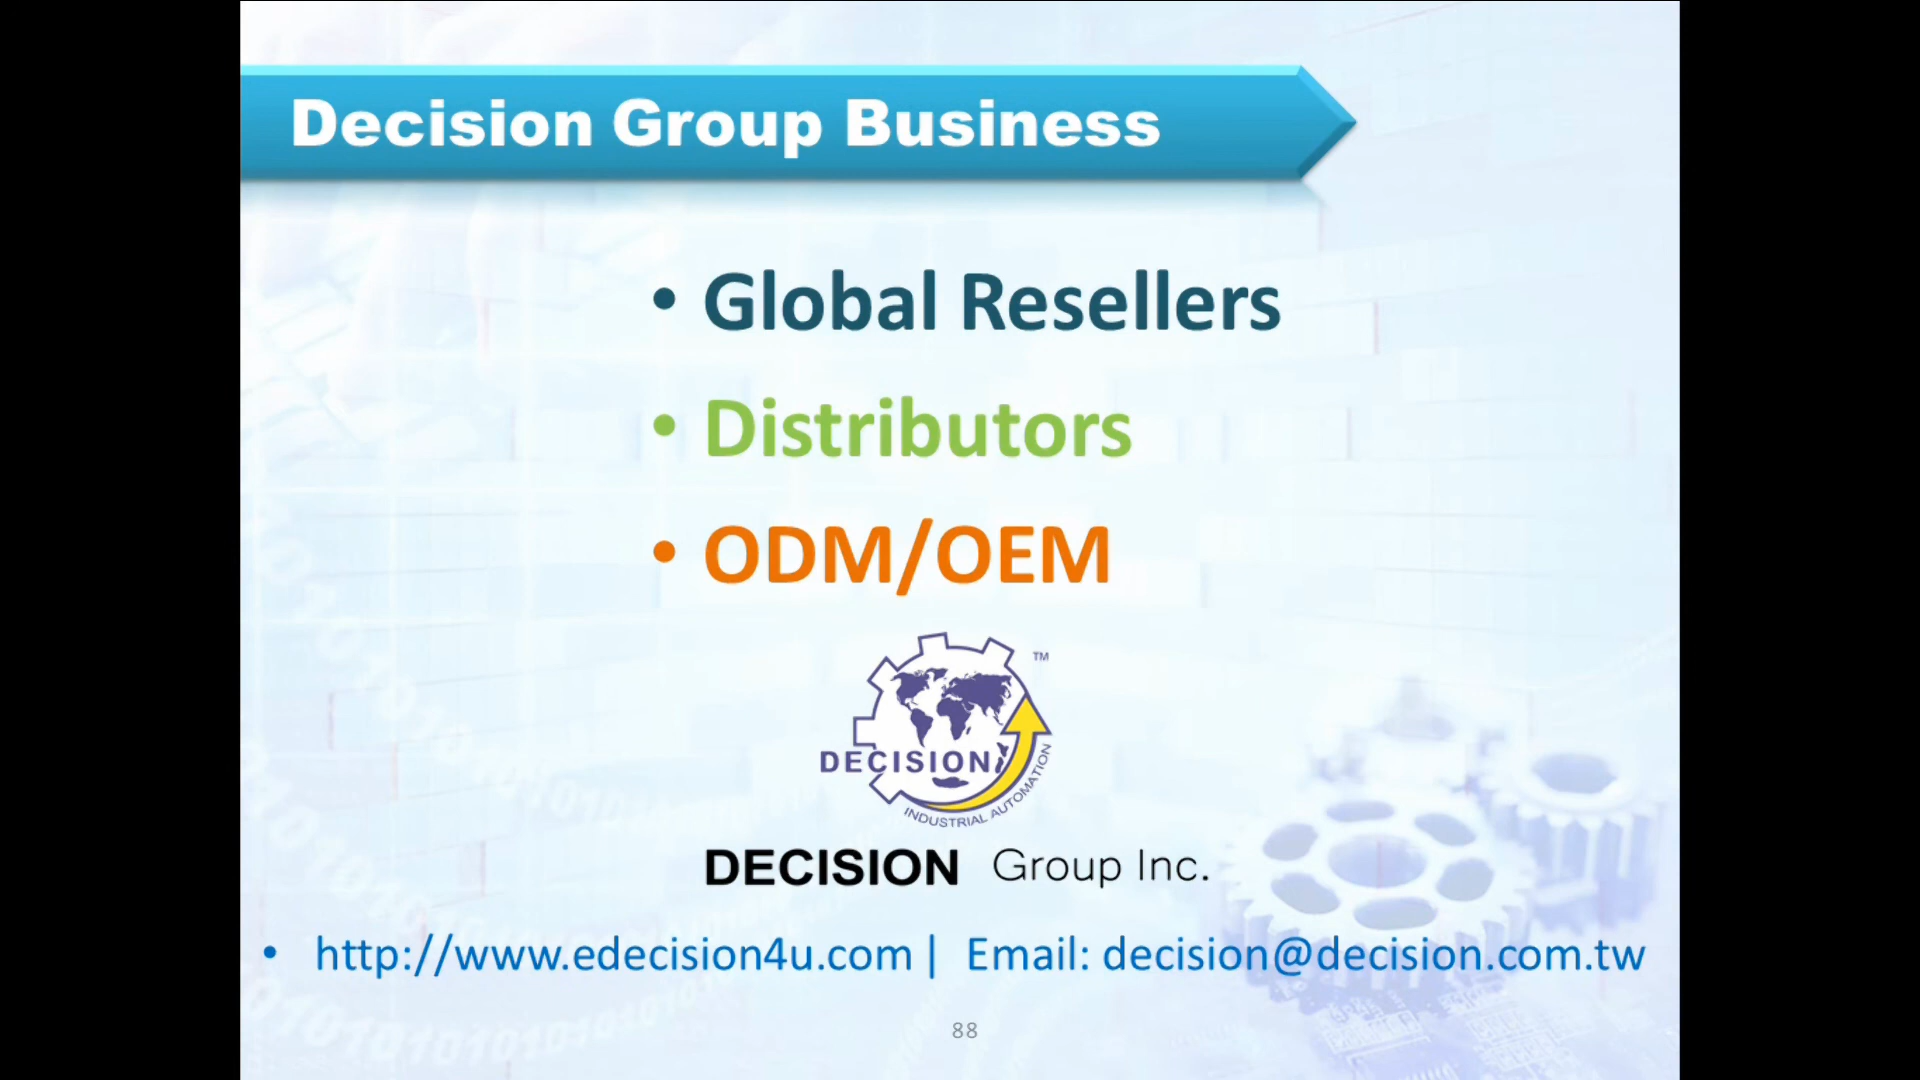 Decision Group Business
• Global Resellers
• Distributors
• ODM/OEM
TM
DECISION
INDUSTRIAL AUTOMATION
DECISION Group Inc.
• http://www.edecision4u.com | Email: decision@decision.com.tw
88